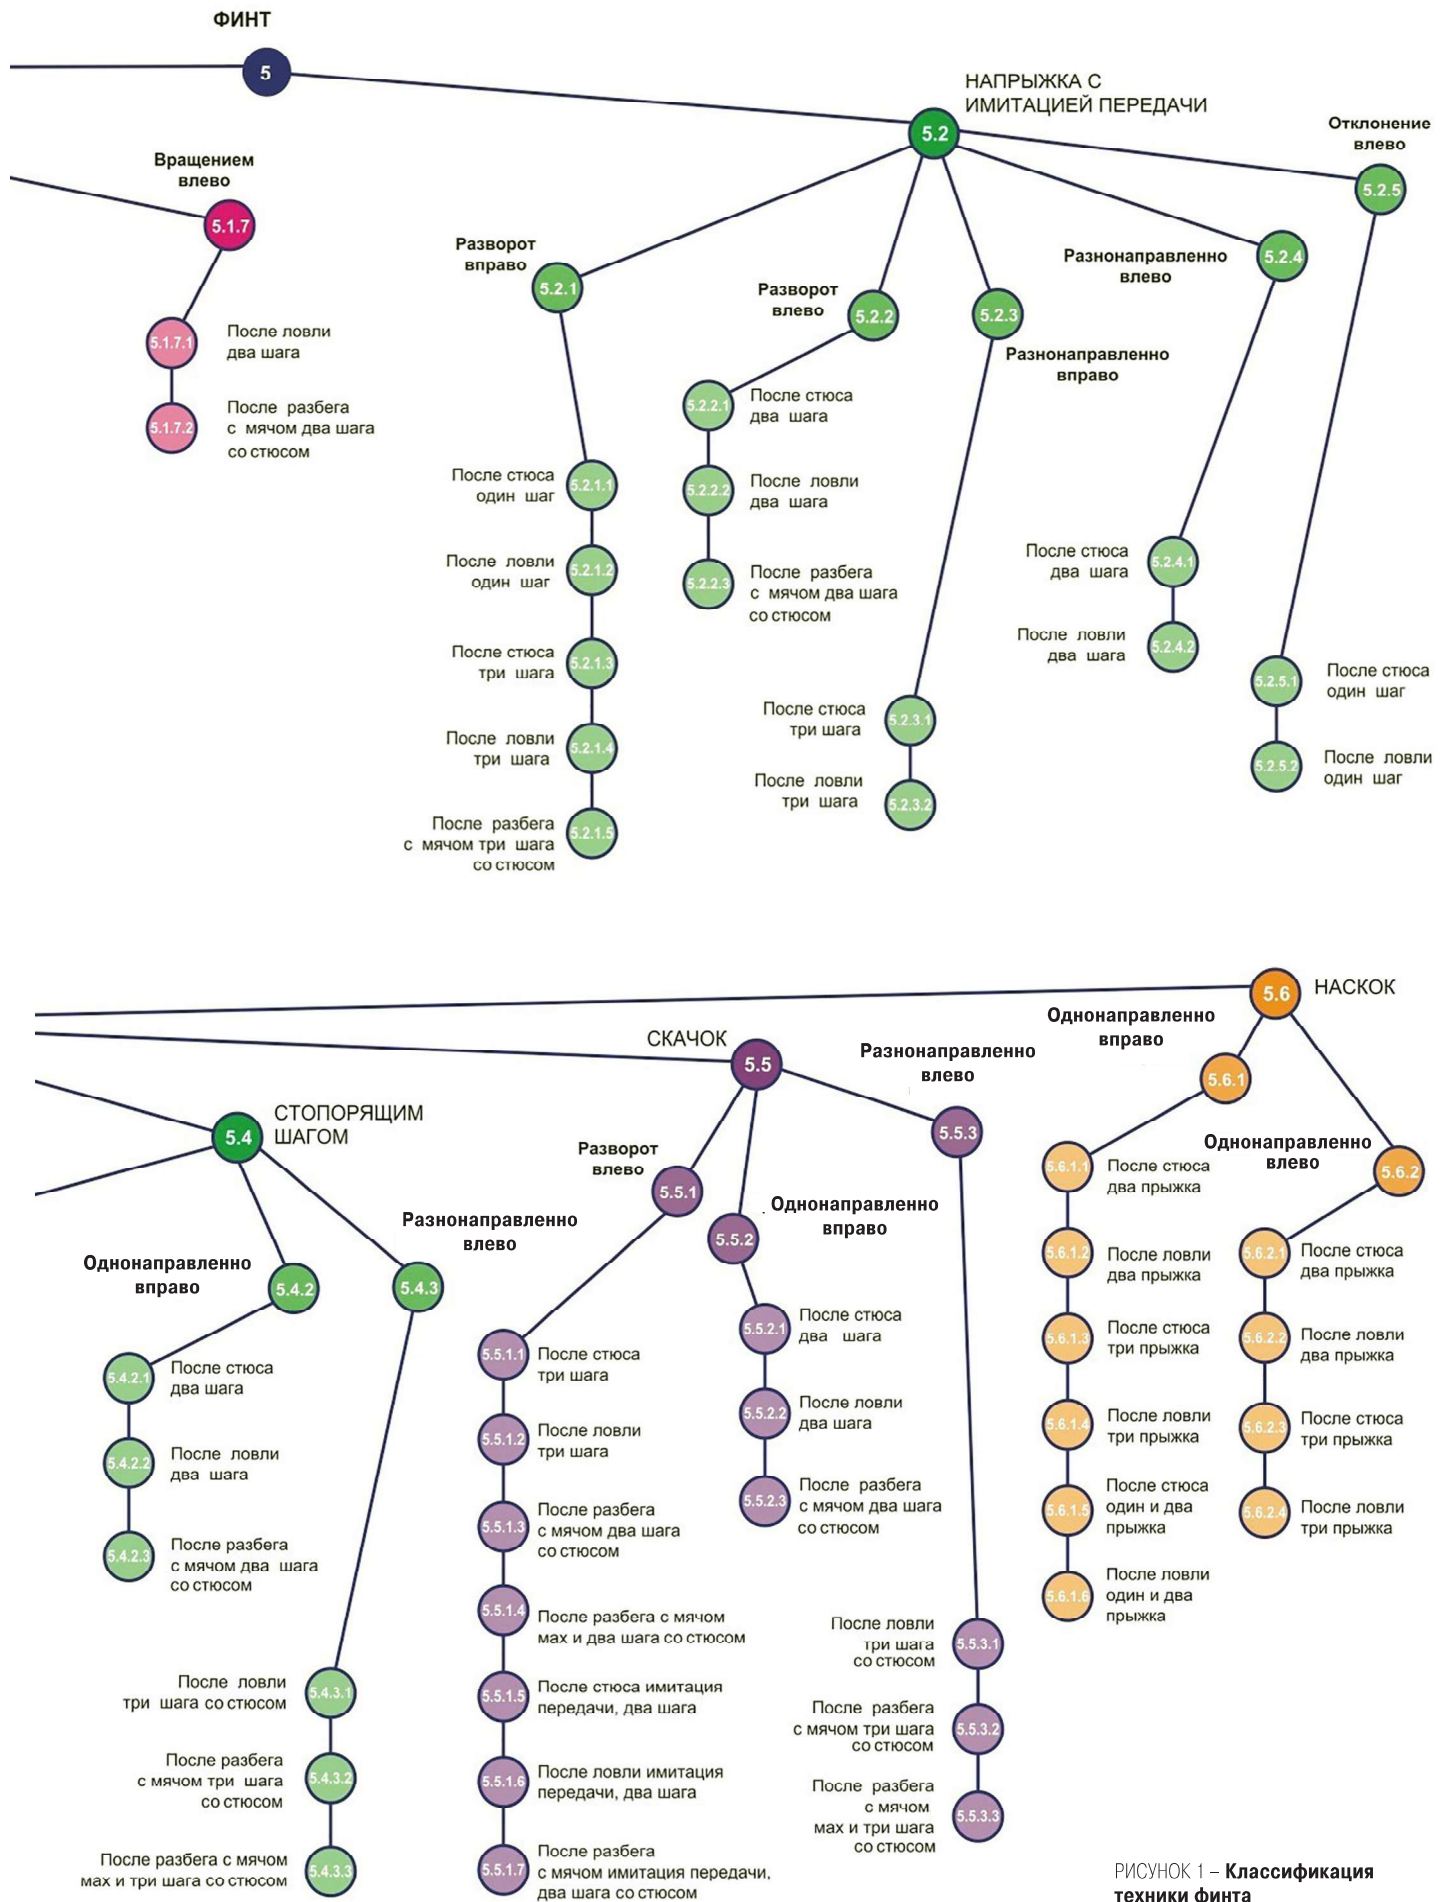 ФИНТ
5
НАПРЫЖКА С
ИМИТАЦИЕЙ ПЕРЕДАЧИ
5.2
Отклонение
влево
5.2.5
Вращением
влево
5.1.7
Разворот
вправо
5.2.1
Разворот
влево
5.2.2
5.2.3
Разнонаправленно
вправо
Разнонаправленно
влево
5.2.4
5.1.7.1
После ловли
два шага
5.1.7.2
После разбега
с мячом два шага
со стюсом
После стюса
один шаг
5.2.1.1
После ловли
один шаг
5.2.1.2
После стюса
три шага
5.2.1.3
После ловли
три шага
5.2.1.4
После разбега
с мячом три шага
со стюсом
5.2.1.5
5.2.2.1
После стюса
два шага
5.2.2.2
После ловли
два шага
5.2.2.3
После разбега
с мячом два шага
со стюсом
После стюса
три шага
5.2.3.1
После ловли
три шага
5.2.3.2
После стюса
два шага
5.2.4.1
После ловли
два шага
5.2.4.2
5.2.5.1
После стюса
один шаг
5.2.5.2
После ловли
один шаг
5.4
СТОПОРЯЩИМ
ШАГОМ
Однонаправленно
вправо
5.4.2
Разнонаправленно
влево
5.4.3
5.4.2.1
После стюса
два шага
5.4.2.2
После ловли
два шага
5.4.2.3
После разбега
с мячом два шага
со стюсом
После ловли
три шага со стюсом
5.4.3.1
После разбега
с мячом три шага
со стюсом
5.4.3.2
После разбега с мячом
мах и три шага со стюсом
5.4.3.3
СКАЧОК
5.5
Разворот
влево
5.5.1
5.5.2
Однонаправленно
вправо
Разнонаправленно
влево
5.5.3
5.5.1.1
После стюса
три шага
5.5.1.2
После ловли
три шага
5.5.1.3
После разбега
с мячом два шага
со стюсом
5.5.1.4
После разбега с мячом
мах и два шага со стюсом
5.5.1.5
После стюса имитация
передачи, два шага
5.5.1.6
После ловли имитация
передачи, два шага
5.5.1.7
После разбега
с мячом имитация передачи,
два шага со стюсом
5.5.2.1
После стюса
два шага
5.5.2.2
После ловли
два шага
5.5.2.3
После разбега
с мячом два шага
со стюсом
После ловли
три шага
со стюсом
5.5.3.1
После разбега
с мячом три шага
со стюсом
5.5.3.2
После разбега
с мячом
мах и три шага
со стюсом
5.5.3.3
5.6
НАСКОК
Однонаправленно
вправо
5.6.1
Однонаправленно
влево
5.6.2
5.6.1.1
После стюса
два прыжка
5.6.1.2
После ловли
два прыжка
5.6.1.3
После стюса
три прыжка
5.6.1.4
После ловли
три прыжка
5.6.1.5
После стюса
один и два
прыжка
5.6.1.6
После ловли
один и два
прыжка
5.6.2.1
После стюса
два прыжка
5.6.2.2
После ловли
два прыжка
5.6.2.3
После стюса
три прыжка
5.6.2.4
После ловли
три прыжка
РИСУНОК 1 – Классификация
техники финта